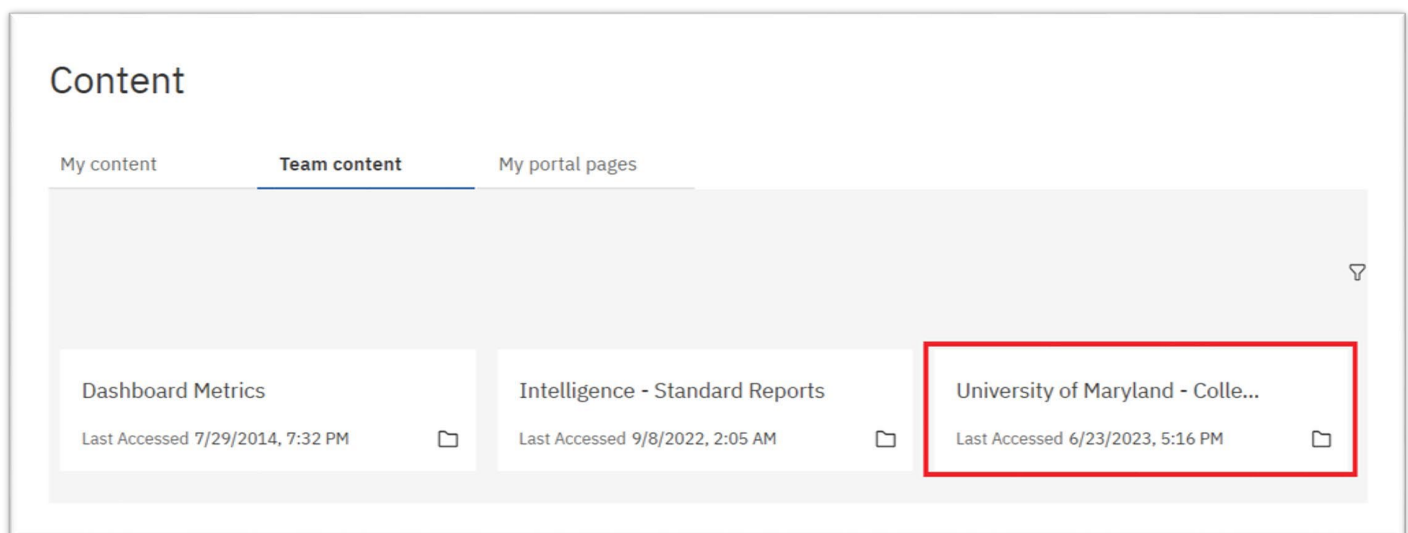 Content
My content Team content My portal pages
Dashboard Metrics Intelligence - Standard Reports University of Maryland - Colle...
Last Accessed 7/29/2014, 7:32 PM Last Accessed 9/8/2022, 2:05 AM Last Accessed 6/23/2023, 5:16 PM